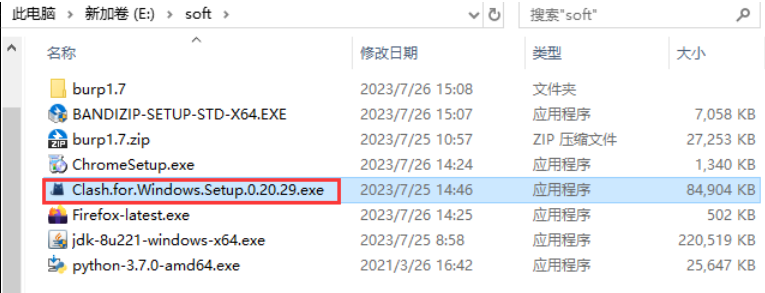 此电脑 > 新加卷 (E:) > soft >
搜索"soft"
名称 修改日期 类型 大小
burp1.7 2023/7/26 15:08 文件夹
BANDIZIP-SETUP-STD-X64.EXE 2023/7/26 15:07 应用程序 7,058 KB
burp1.7.zip 2023/7/25 10:57 ZIP 压缩文件 27,253 KB
ChromeSetup.exe 2023/7/26 14:24 应用程序 1,340 KB
Clash.for.Windows.Setup.0.20.29.exe 2023/7/25 14:46 应用程序 84,904 KB
Firefox-latest.exe 2023/7/26 14:25 应用程序 502 KB
jdk-8u221-windows-x64.exe 2023/7/25 8:58 应用程序 220,519 KB
python-3.7.0-amd64.exe 2021/3/26 16:42 应用程序 25,647 KB